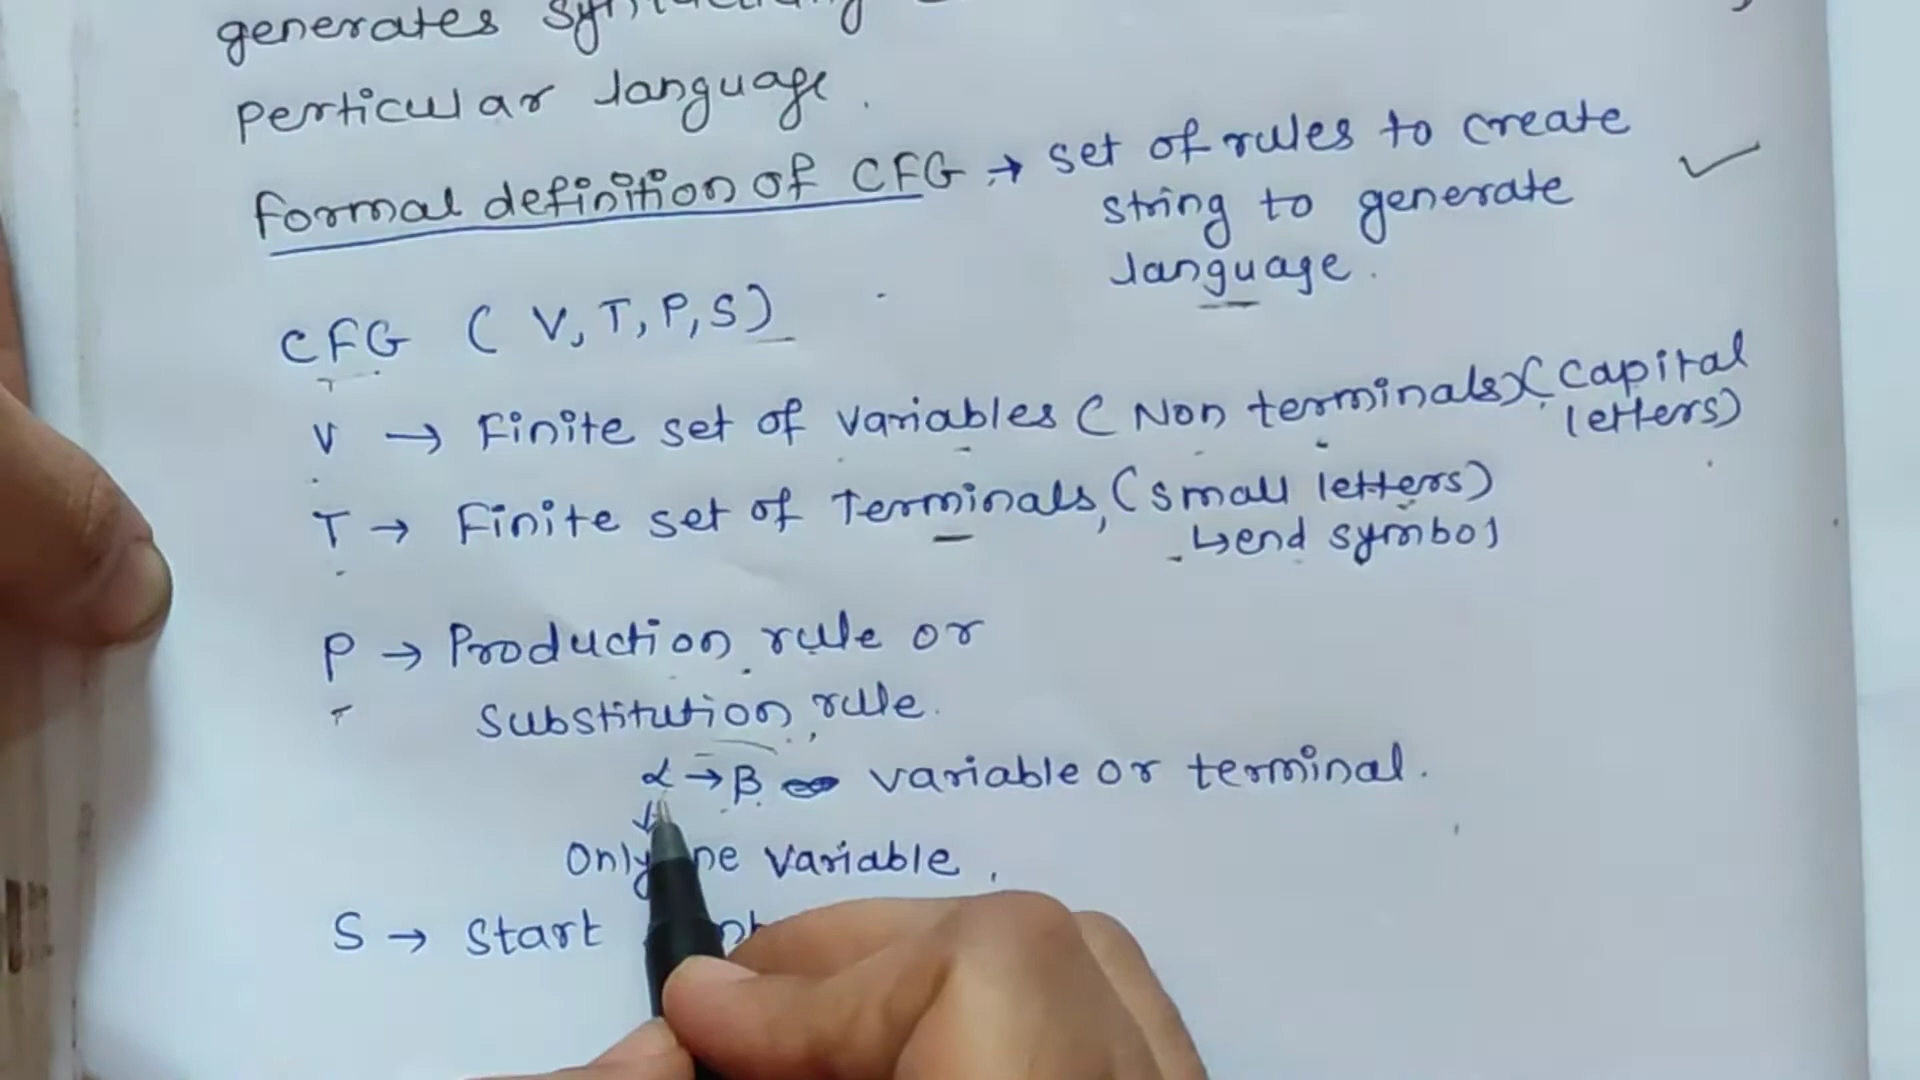 generates
perticular language.
formal definition of CFG → set of rules to create
string to generate
language.
CFG ( V, T, P, S)
V → Finite set of variables ( Non terminals) ( capital
letters)
T → Finite set of Terminals, (small letters)
↳ end symbol
P → Production rule or
Substitution rule.
α → β variable or terminal.
↓
Only variable.
S → Start